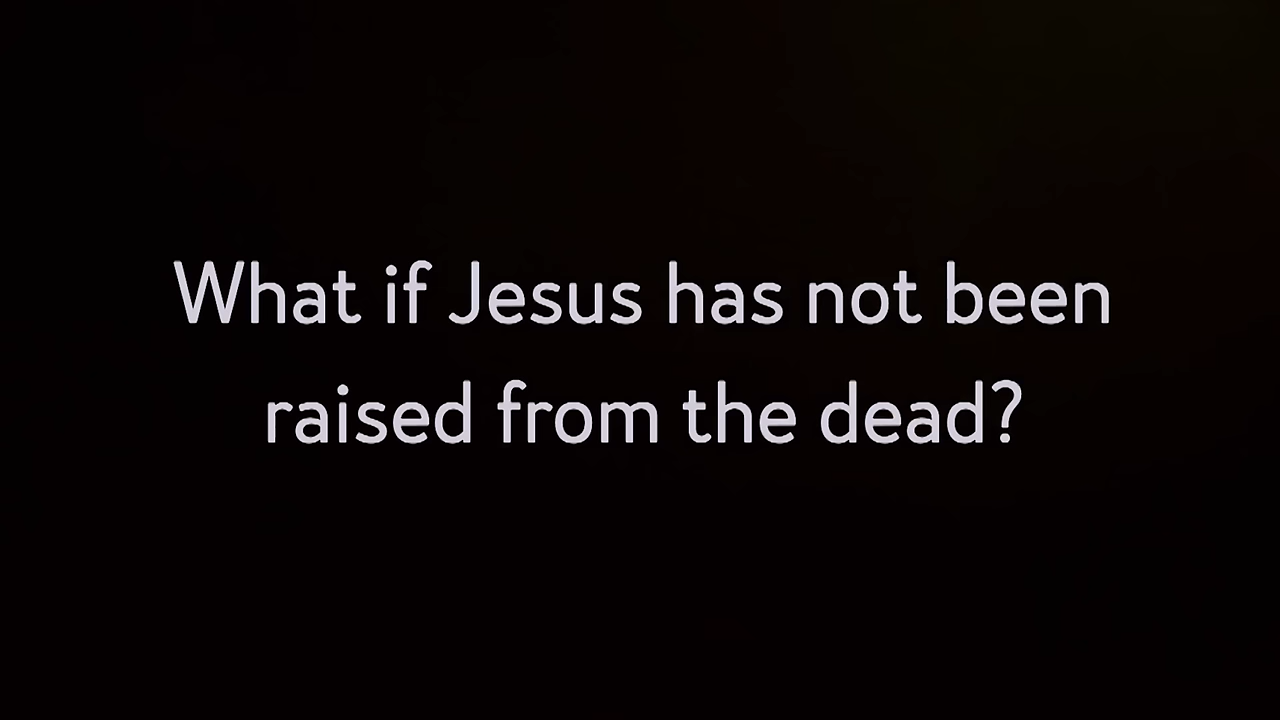 What if Jesus has not been
raised from the dead?